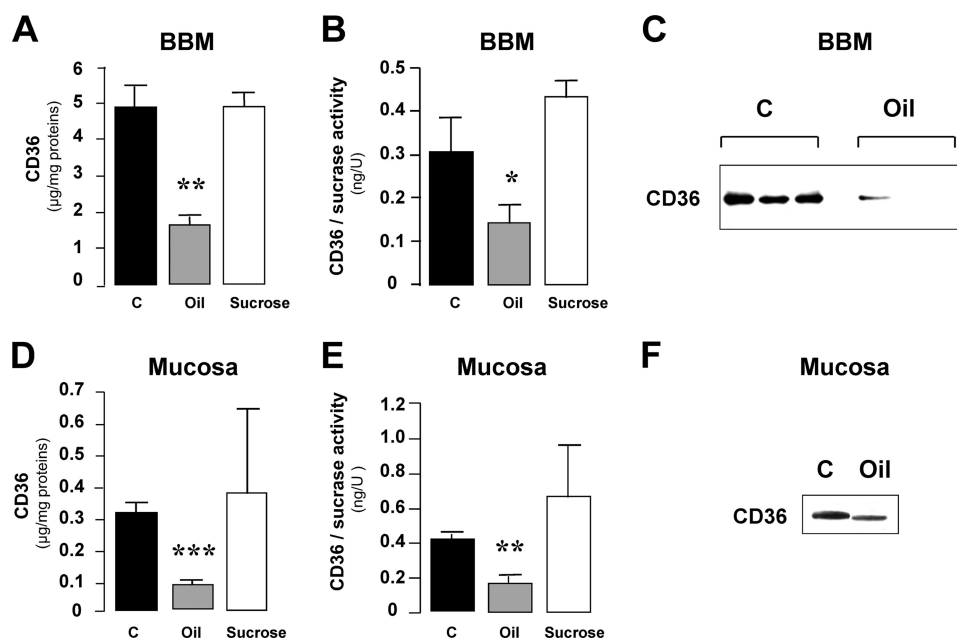 A
BBM
CD36
(µg/mg proteins)
6
5
4
3
2
1
0
**
C Oil Sucrose
B
BBM
CD36 / sucrase activity
(ng/U)
0.5
0.4
0.3
0.2
0.1
0
*
C Oil Sucrose
C
BBM
C Oil
CD36
D
Mucosa
CD36
(µg/mg proteins)
0.7
0.6
0.5
0.4
0.3
0.2
0.1
0
***
C Oil Sucrose
E
Mucosa
CD36 / sucrase activity
(ng/U )
1.2
1.0
0.8
0.6
0.4
0.2
0.0
**
C Oil Sucrose
F
Mucosa
C Oil
CD36